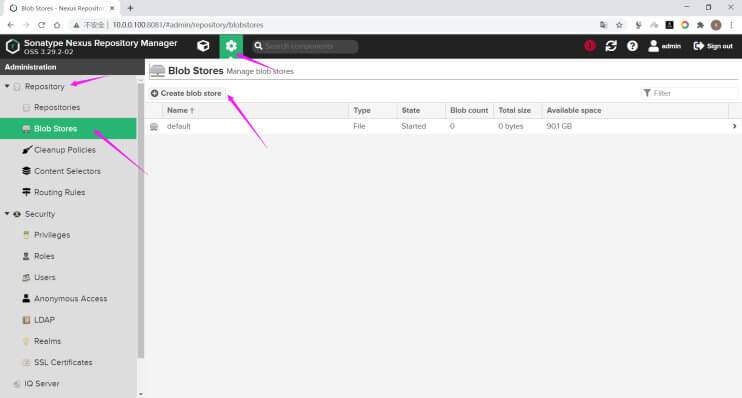 Blob Stores - Nexus Reposito
不安全 | 10.0.0.100:8081/#admin/repository/blobstores
Sonatype Nexus Repository Manager
OSS 3.29.2-02
Search components
admin
Sign out
Administration
Repository
Repositories
Blob Stores
Cleanup Policies
Content Selectors
Routing Rules
Security
Privileges
Roles
Users
Anonymous Access
LDAP
Realms
SSL Certificates
IQ Server
Blob Stores Manage blob stores
Create blob store
Filter
Name Type State Blob count Total size Available space
default File Started 0 0 bytes 90.1 GB